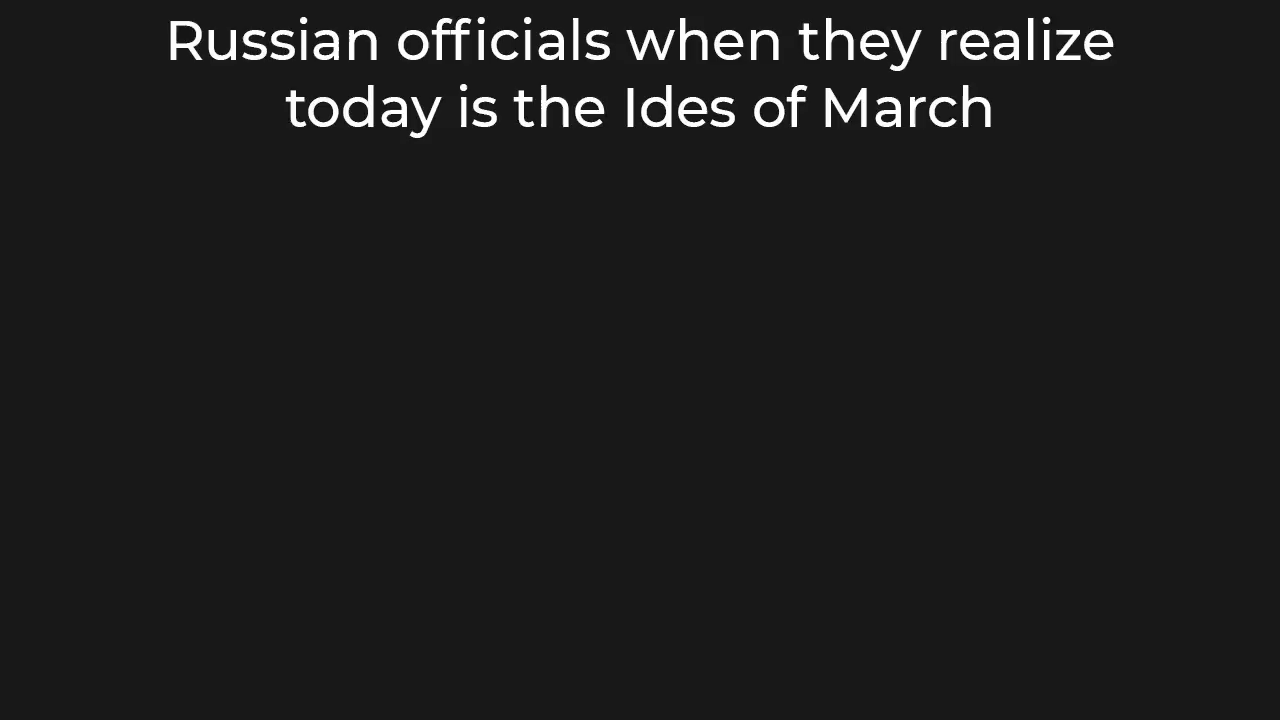 Russian officials when they realize
today is the Ides of March